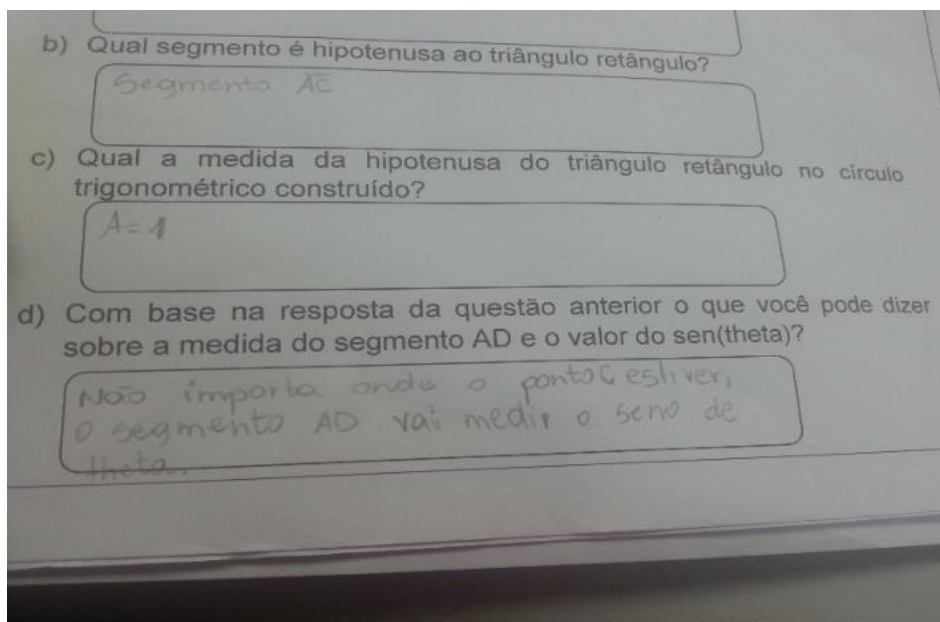 b) Qual segmento é hipotenusa ao triângulo retângulo?
Segmento AC
c) Qual a medida da hipotenusa do triângulo retângulo no círculo
trigonométrico construído?
A = 1
d) Com base na resposta da questão anterior o que você pode dizer
sobre a medida do segmento AD e o valor do sen(theta)?
Não importa onde o ponto C estiver,
o segmento AD vai medir o seno de
theta.